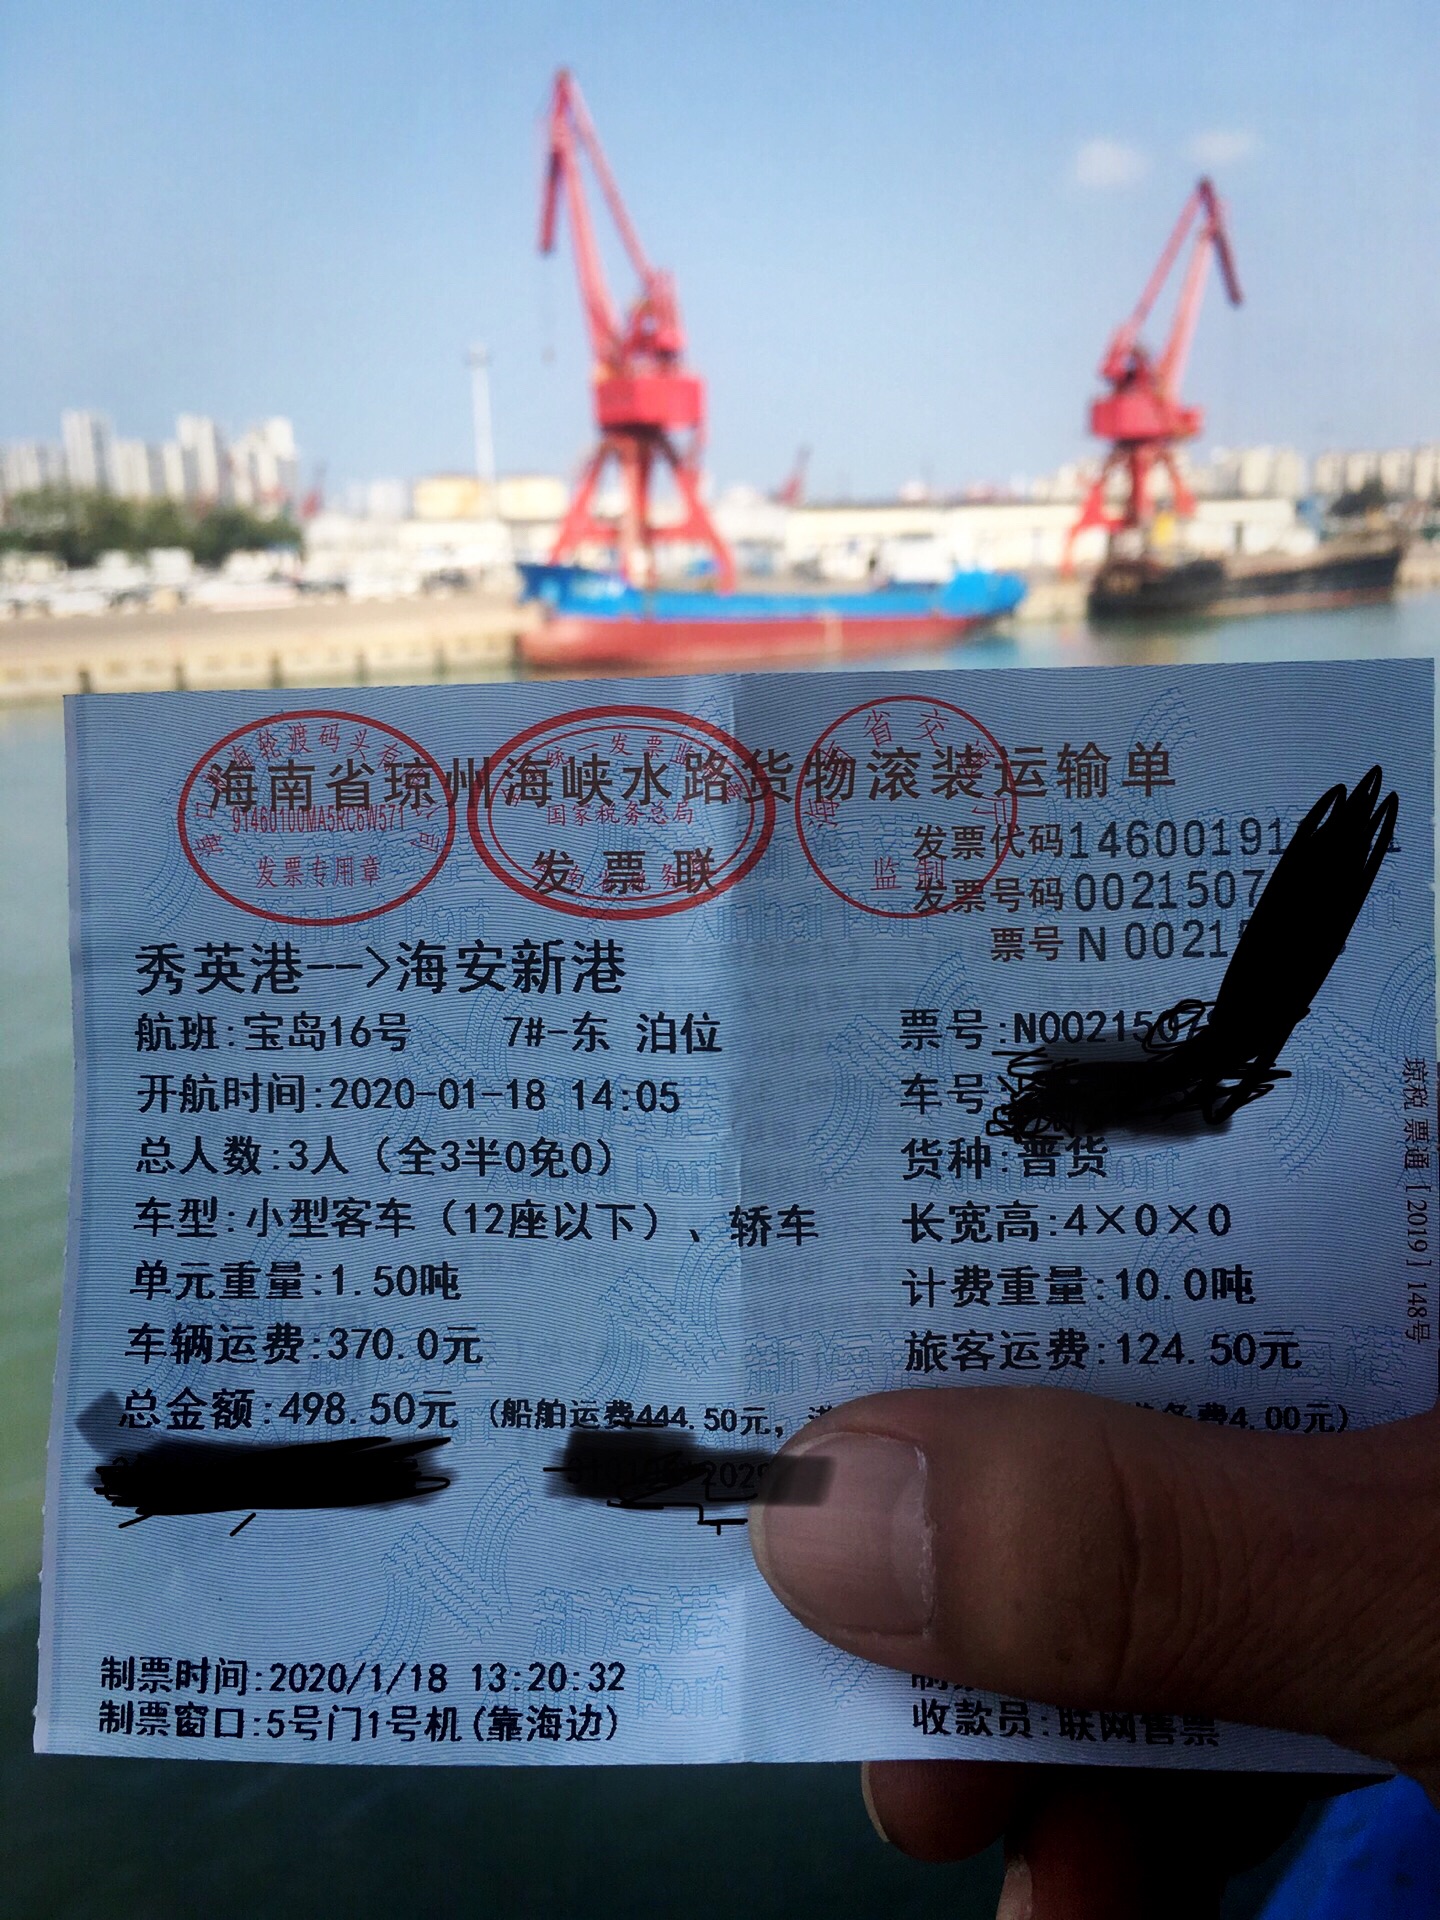 海南省琼州海峡水路货物滚装运输单
91460100MA5RC6W571
国家税务总局
发票专用章
发票联
监制
发票代码146001911
发票号码0021507
票号 N 0021
秀英港-->海安新港
航班:宝岛16号 7#-东 泊位
票号:N0021507
开航时间:2020-01-18 14:05
车号
总人数:3人（全3半0免0）
货种:普货
车型:小型客车（12座以下）、轿车
长宽高:4×0×0
单元重量:1.50吨
计费重量:10.0吨
车辆运费:370.0元
旅客运费:124.50元
总金额:498.50元 (船舶运费444.50元,
费4.00元)
制票时间:2020/1/18 13:20:32
制票窗口:5号门1号机(靠海边)
收款员:联网售票
琼税 票通 [2019] 148号